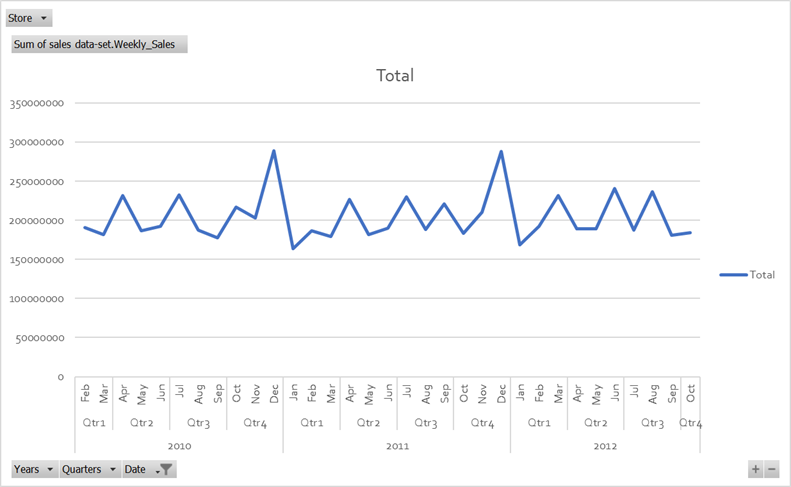 Store
Sum of sales data-set.Weekly_Sales
Total
350000000
300000000
250000000
200000000
150000000
100000000
50000000
0
Total
Feb Mar Apr May Jun Jul Aug Sep Oct Nov Dec Jan Feb Mar Apr May Jun Jul Aug Sep Oct Nov Dec Jan Feb Mar Apr May Jun Jul Aug Sep Oct
Qtr1 Qtr2 Qtr3 Qtr4 Qtr1 Qtr2 Qtr3 Qtr4 Qtr1 Qtr2 Qtr3 Qtr4
2010 2011 2012
Years Quarters Date